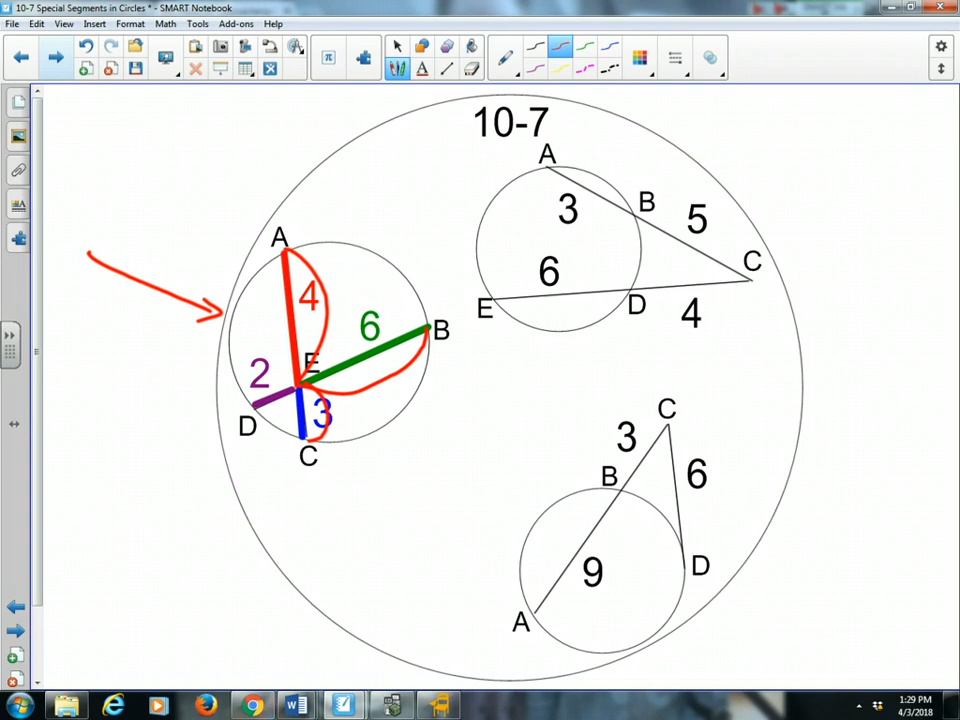 10-7 Special Segments in Circles * - SMART Notebook
File Edit View Insert Format Math Tools Add-ons Help
10-7
A
3
B
5
C
6
E
D
4
A
4
6
B
E
2
3
D
C
C
3
6
B
9
D
A
1:29 PM
4/3/2018